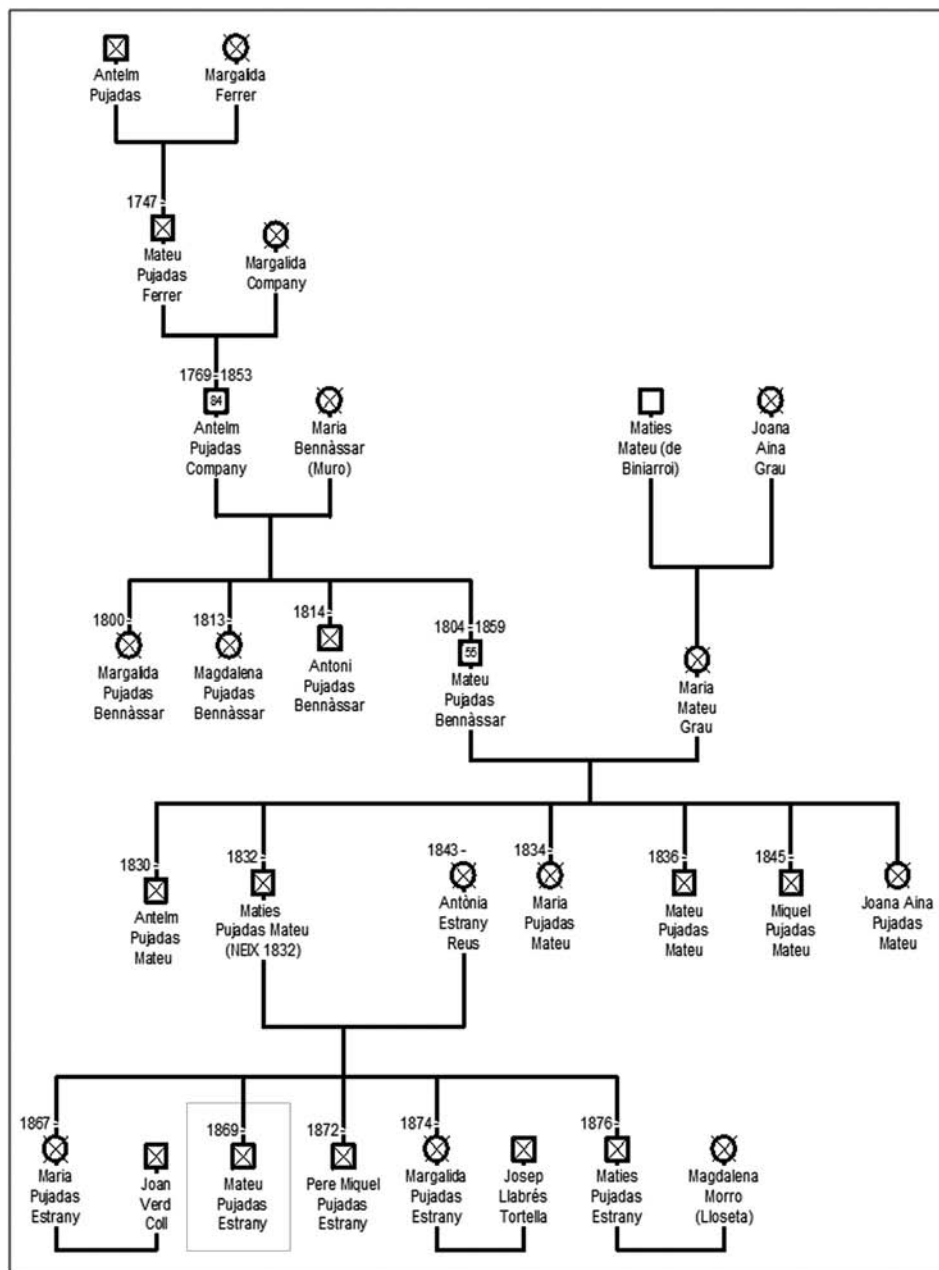 Antelm
Pujadas
Margalida
Ferrer
1747 -
Mateu
Pujadas
Ferrer
Margalida
Company
1769 - 1853
84
Antelm
Pujadas
Company
Maria
Bennàssar
(Muro)
Maties
Mateu (de
Biniarroi)
Joana
Aina
Grau
1800 -
Margalida
Pujadas
Bennàssar
1813 -
Magdalena
Pujadas
Bennàssar
1814 -
Antoni
Pujadas
Bennàssar
1804 - 1859
55
Mateu
Pujadas
Bennàssar
Maria
Mateu
Grau
1830 -
Antelm
Pujadas
Mateu
1832 -
Maties
Pujadas Mateu
(NEIX 1832)
1843 -
Antònia
Estrany
Reus
1834 -
Maria
Pujadas
Mateu
1836 -
Mateu
Pujadas
Mateu
1845 -
Miquel
Pujadas
Mateu
Joana Aina
Pujadas
Mateu
1867 -
Maria
Pujadas
Estrany
Joan
Verd
Coll
1869 -
Mateu
Pujadas
Estrany
1872 -
Pere Miquel
Pujadas
Estrany
1874 -
Margalida
Pujadas
Estrany
Josep
Llabrés
Tortella
1876 -
Maties
Pujadas
Estrany
Magdalena
Morro
(Lloseta)